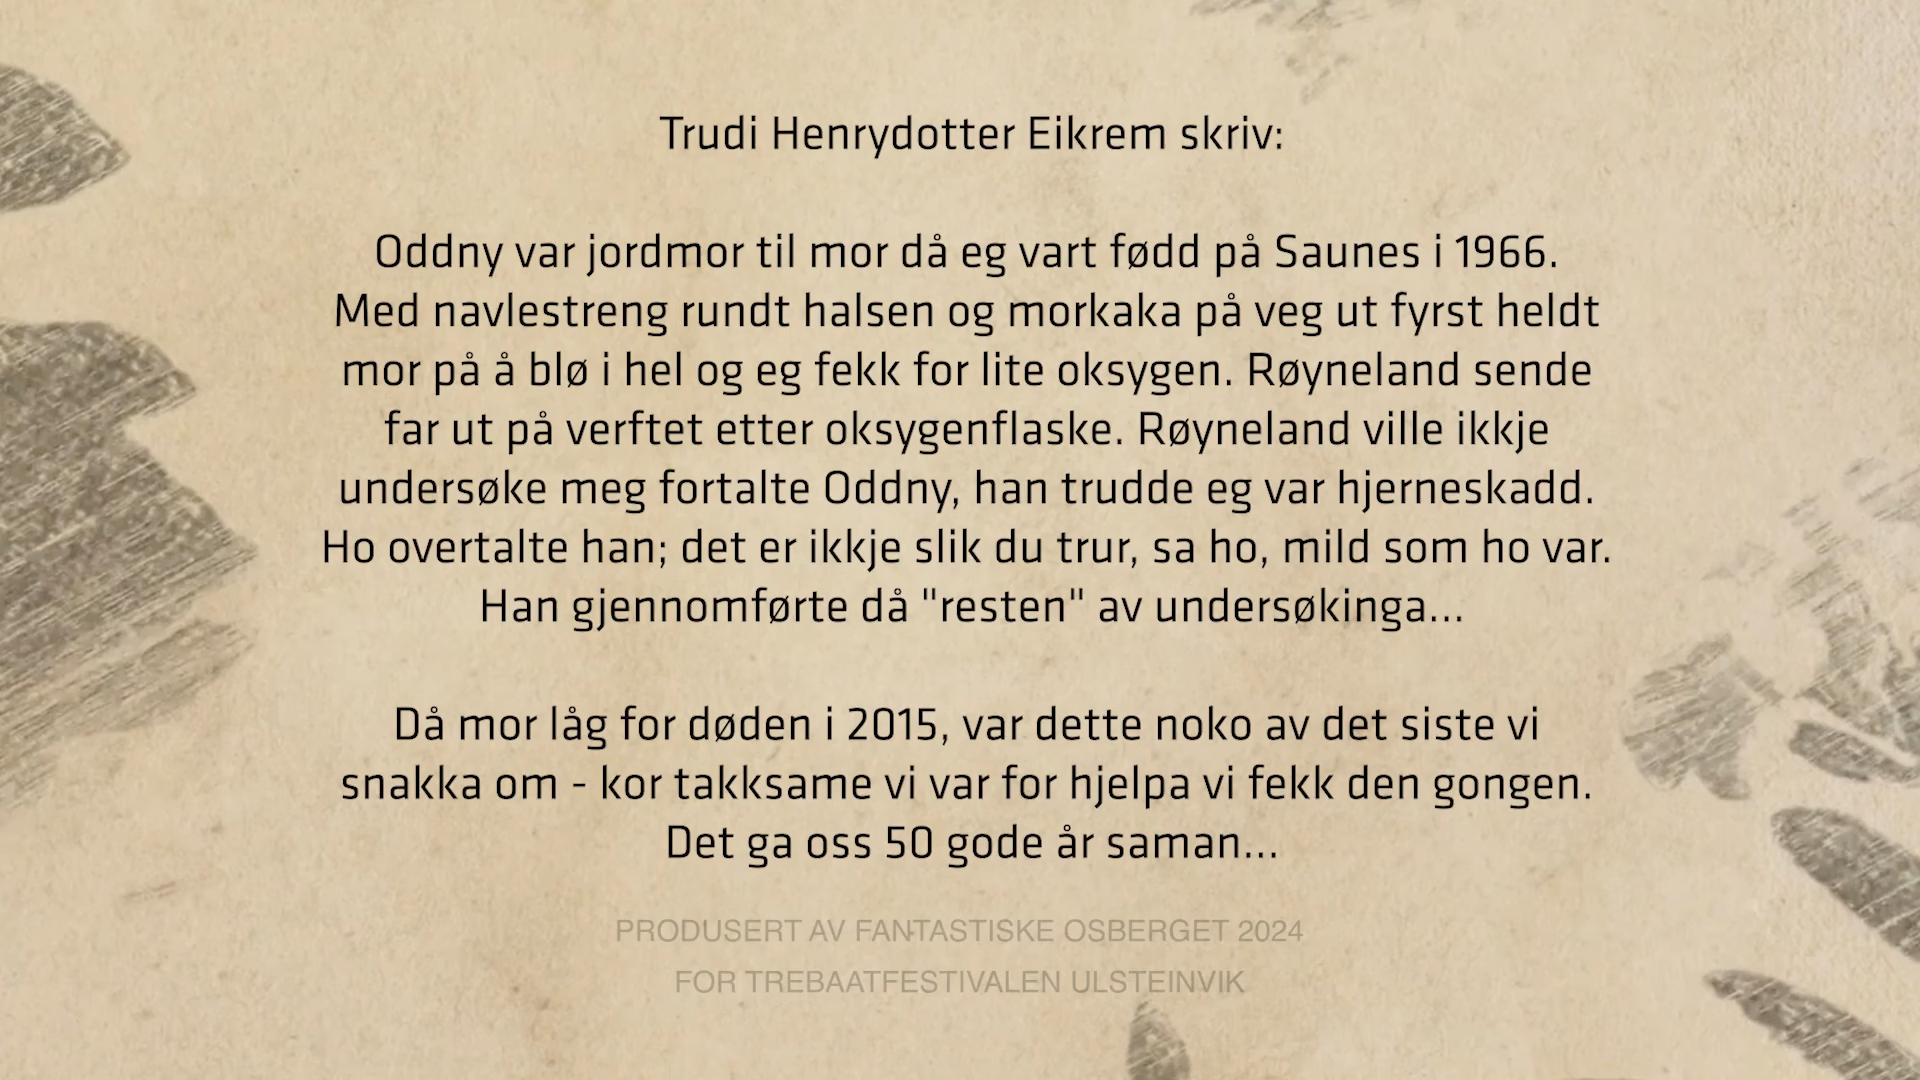 Trudi Henrydotter Eikrem skriv:
Oddny var jordmor til mor då eg vart fødd på Saunes i 1966.
Med navlestreng rundt halsen og morkaka på veg ut fyrst heldt
mor på å blø i hel og eg fekk for lite oksygen. Røyneland sende
far ut på verftet etter oksygenflaske. Røyneland ville ikkje
undersøke meg fortalte Oddny, han trudde eg var hjerneskadd.
Ho overtalte han; det er ikkje slik du trur, sa ho, mild som ho var.
Han gjennomførte då "resten" av undersøkinga...
Då mor låg for døden i 2015, var dette noko av det siste vi
snakka om - kor takksame vi var for hjelpa vi fekk den gongen.
Det ga oss 50 gode år saman...
PRODUSERT AV FANTASTISKE OSBERGET 2024
FOR TREBAATFESTIVALEN ULSTEINVIK